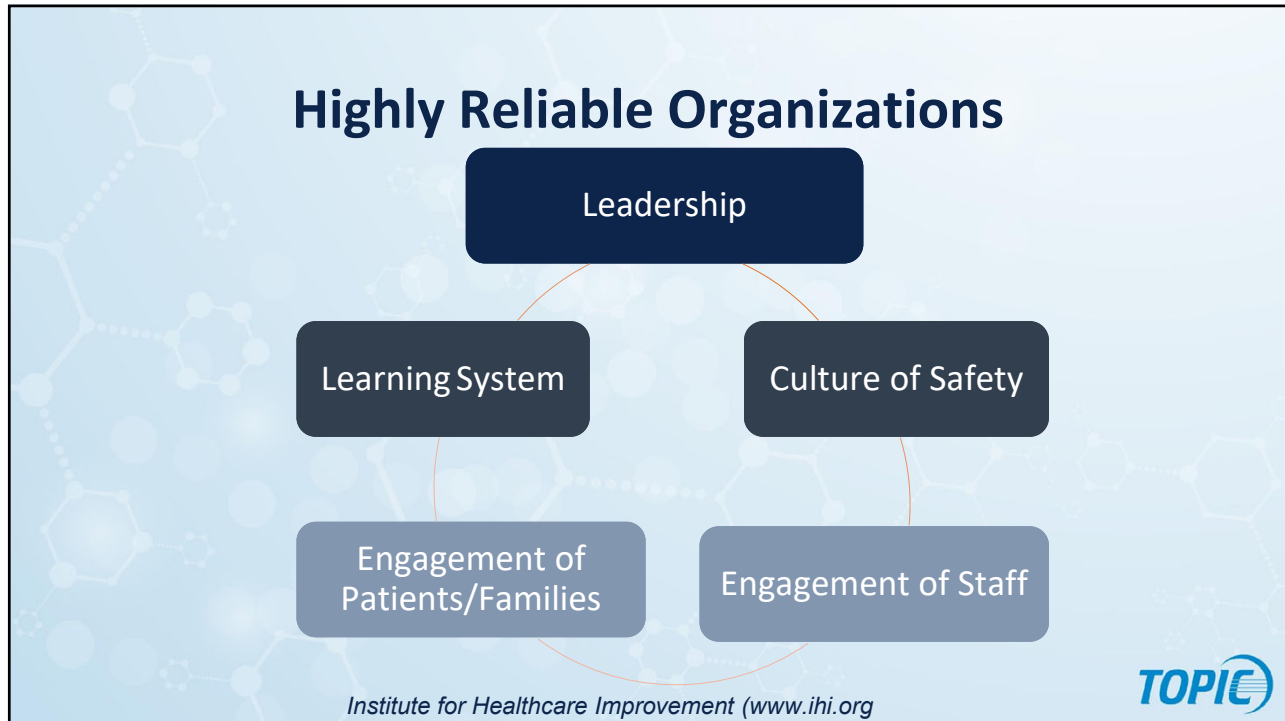 Highly Reliable Organizations
Leadership
Learning System
Culture of Safety
Engagement of
Patients/Families
Engagement of Staff
Institute for Healthcare Improvement (www.ihi.org
TOPIC